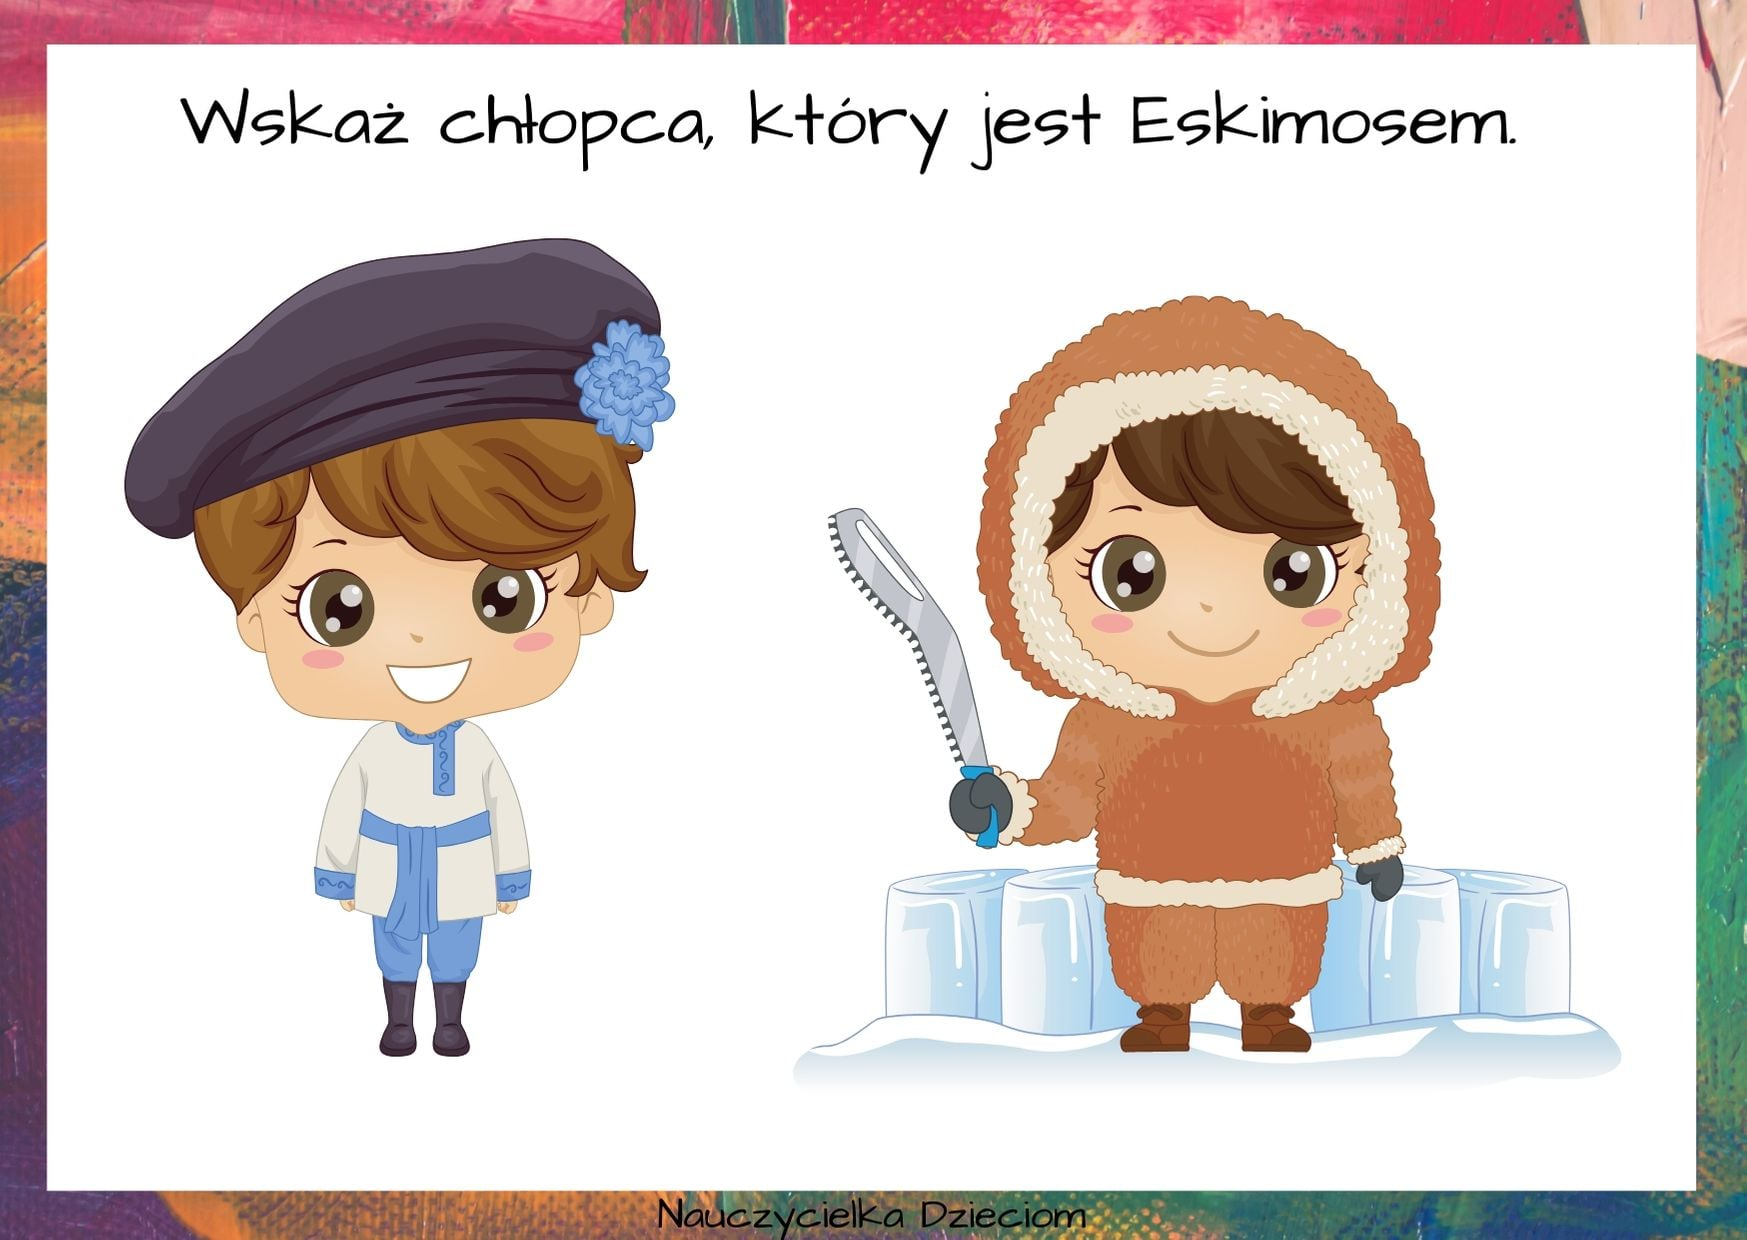 Wskaż chłopca, który jest Eskimosem.
Nauczycielka Dzieciom